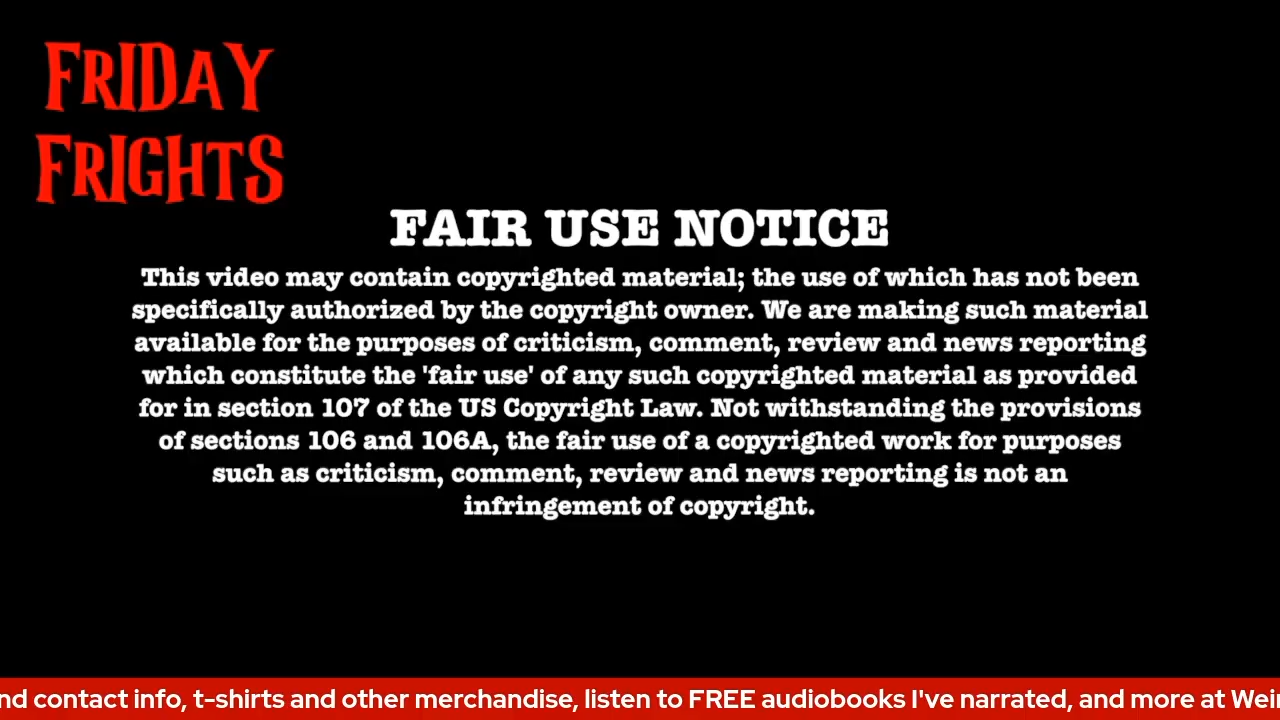 FRIDAY
FRIGHTS
FAIR USE NOTICE
This video may contain copyrighted material; the use of which has not been
specifically authorized by the copyright owner. We are making such material
available for the purposes of criticism, comment, review and news reporting
which constitute the 'fair use' of any such copyrighted material as provided
for in section 107 of the US Copyright Law. Not withstanding the provisions
of sections 106 and 106A, the fair use of a copyrighted work for purposes
such as criticism, comment, review and news reporting is not an
infringement of copyright.
contact info, t-shirts and other merchandise, listen to FREE audiobooks I've narrated, and more at